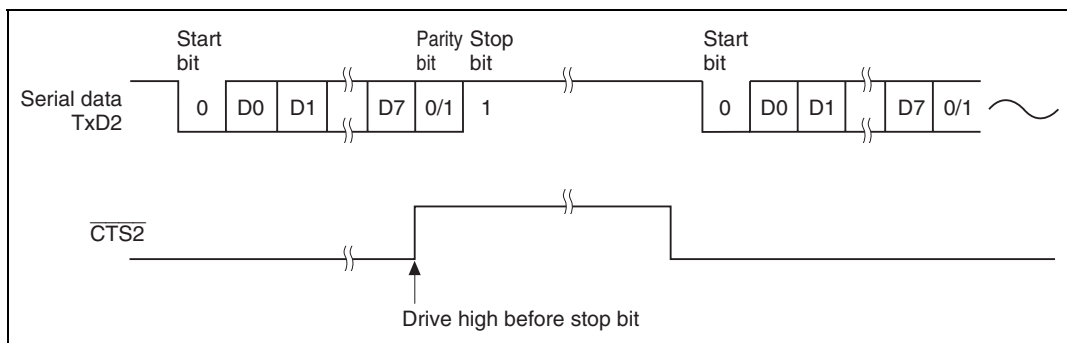 Start
bit
Parity
bit
Stop
bit
Start
bit
Serial data
TxD2
0 D0 D1 D7 0/1 1 0 D0 D1 D7 0/1
CTS2
Drive high before stop bit